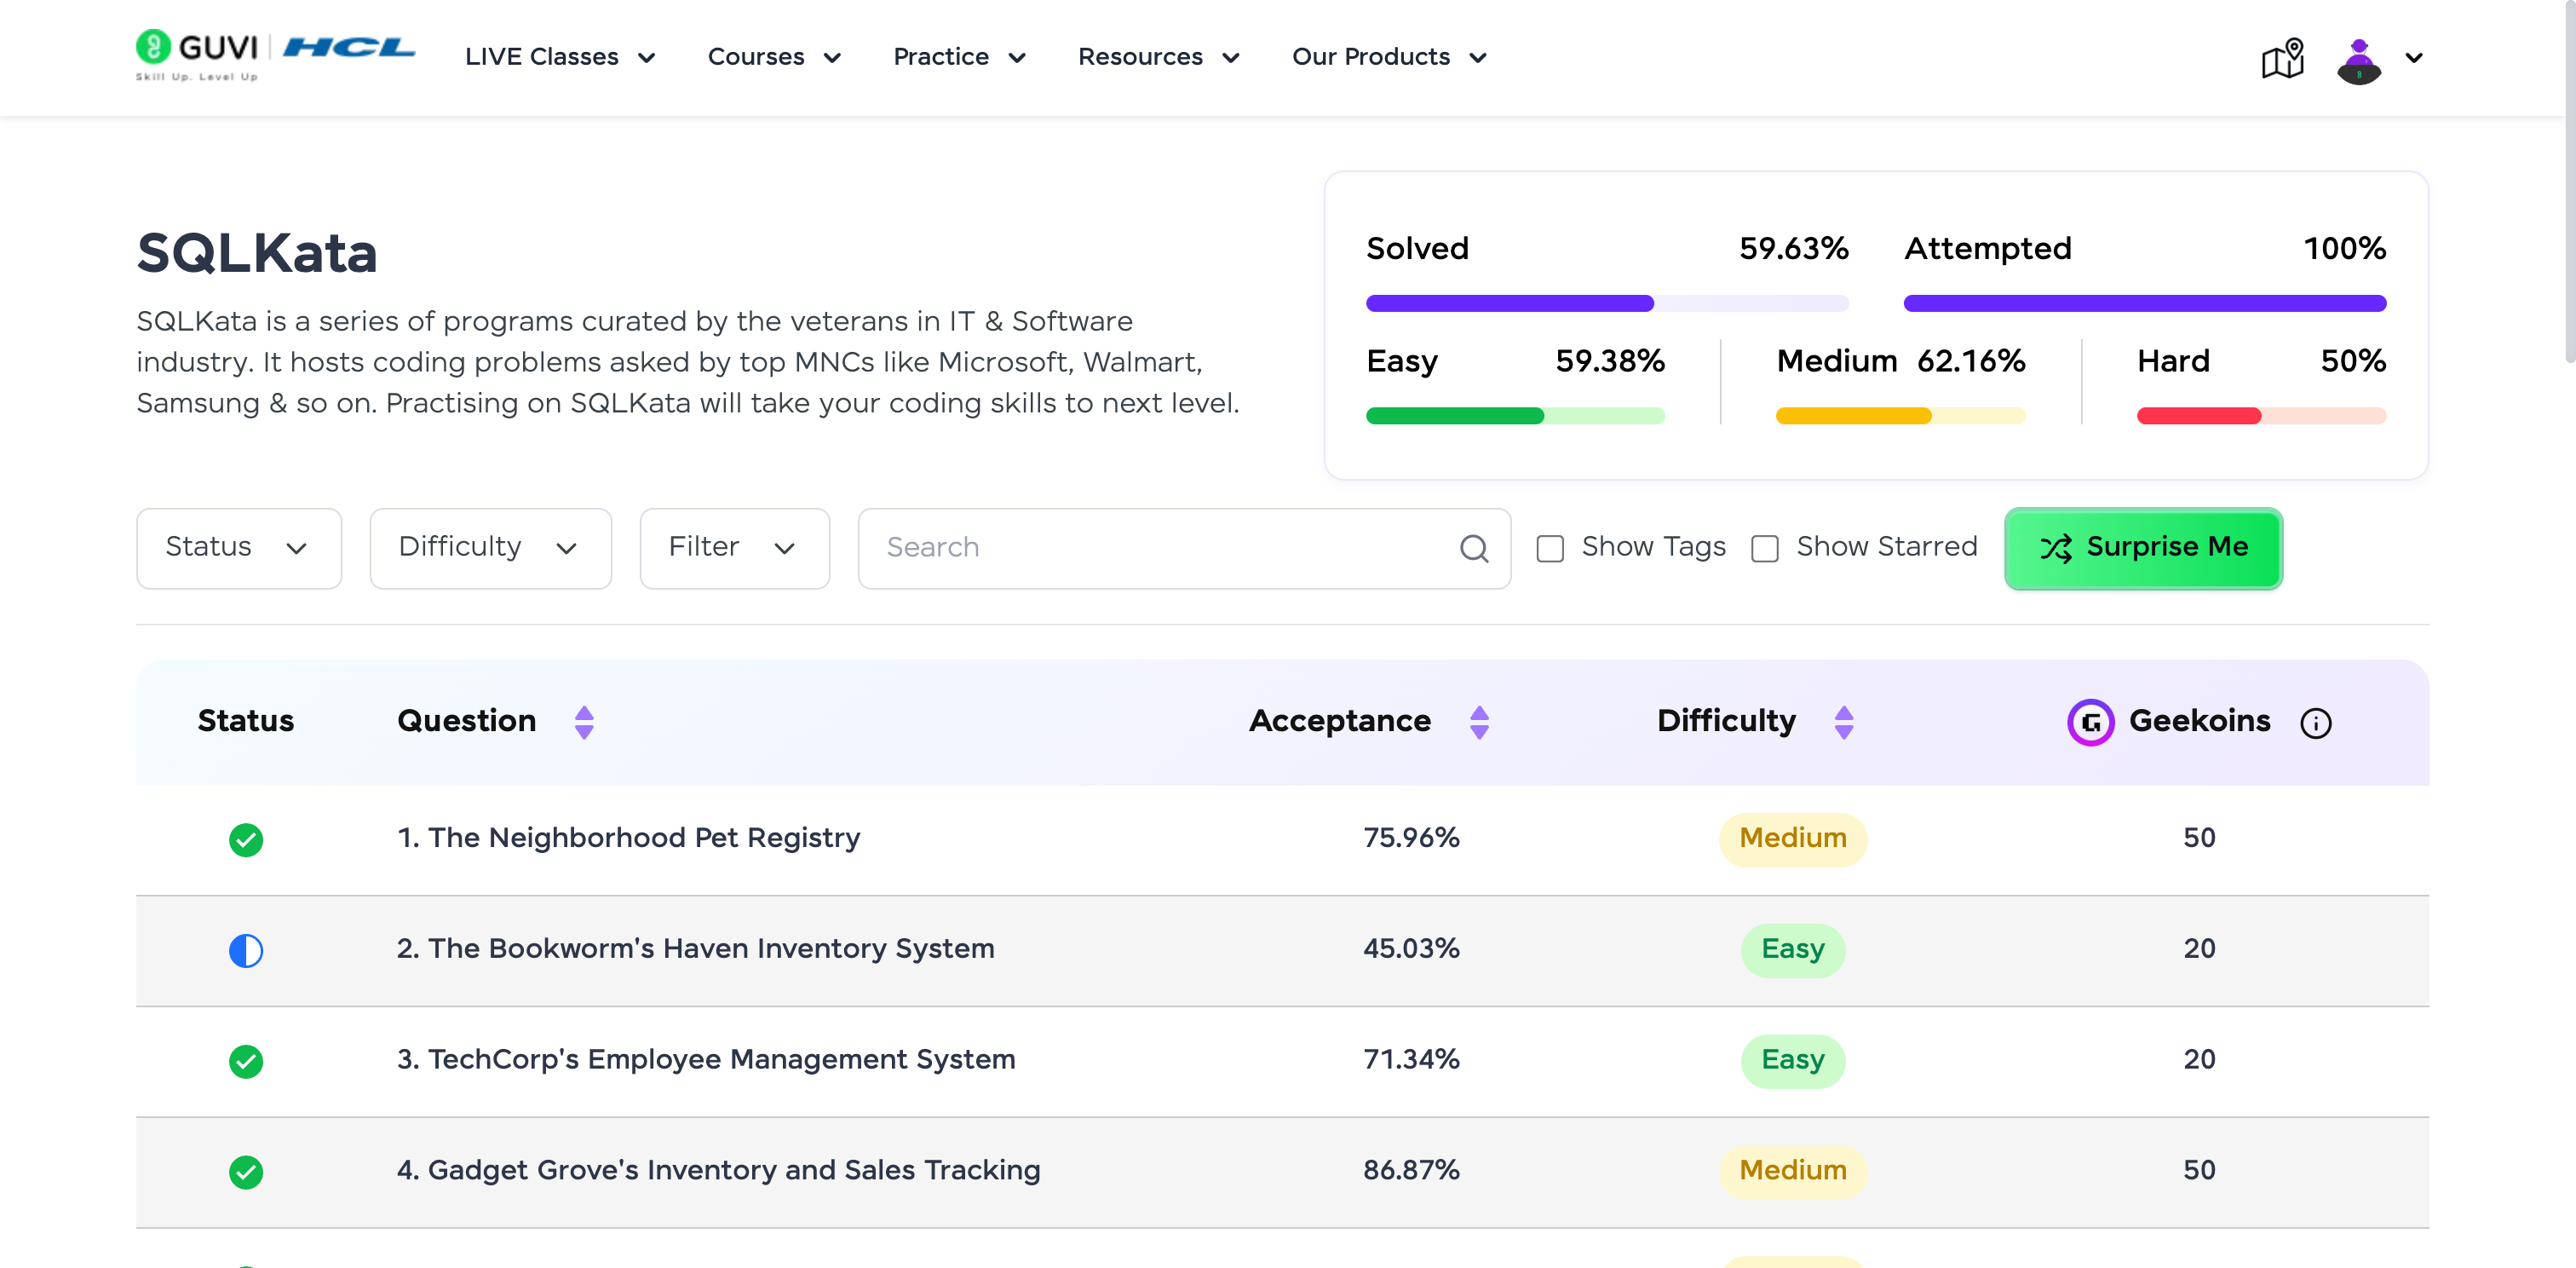 GUVI HCL
Skill Up. Level Up
LIVE Classes Courses Practice Resources Our Products
SQLKata
SQLKata is a series of programs curated by the veterans in IT & Software
industry. It hosts coding problems asked by top MNCs like Microsoft, Walmart,
Samsung & so on. Practising on SQLKata will take your coding skills to next level.
Solved 59.63% Attempted 100%
Easy 59.38% Medium 62.16% Hard 50%
Status Difficulty Filter Search Show Tags Show Starred Surprise Me
Status Question Acceptance Difficulty Geekoins
1. The Neighborhood Pet Registry 75.96% Medium 50
2. The Bookworm's Haven Inventory System 45.03% Easy 20
3. TechCorp's Employee Management System 71.34% Easy 20
4. Gadget Grove's Inventory and Sales Tracking 86.87% Medium 50